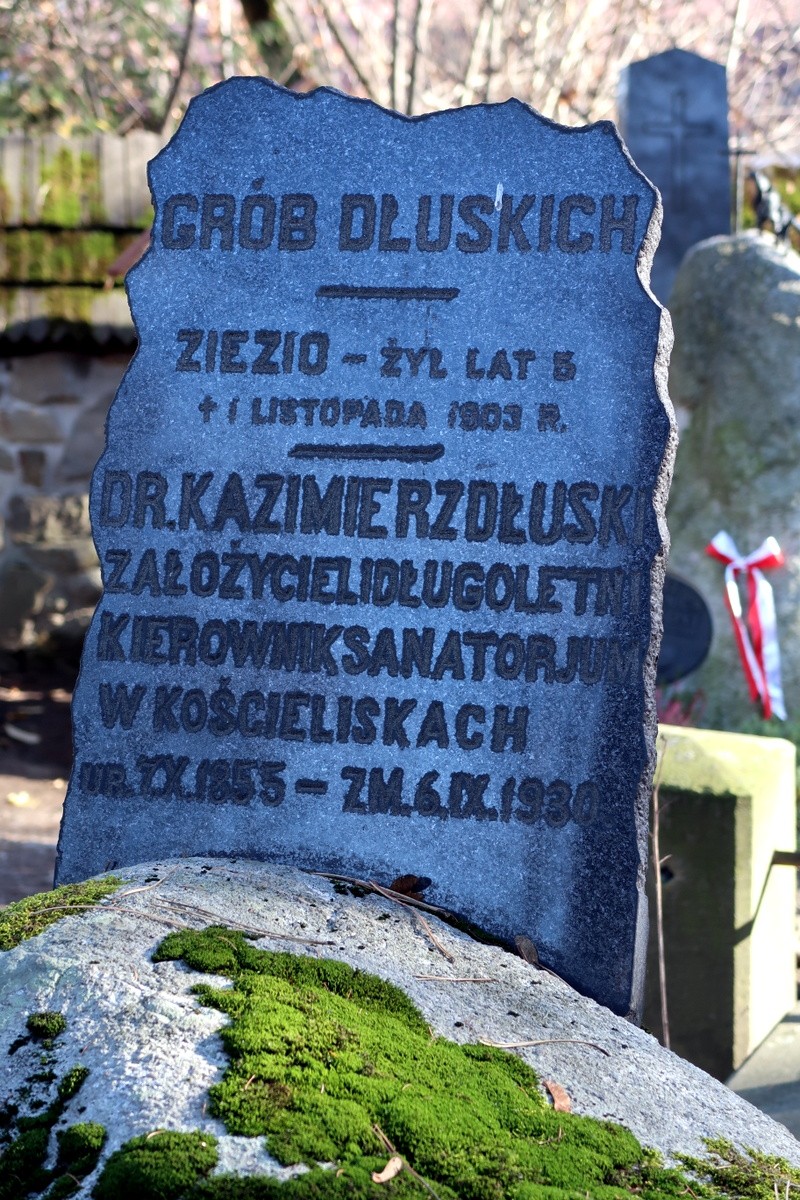 GRÓB DŁUSKICH
ZIEZIO – ŻYŁ LAT 5
✝ 1 LISTOPADA 1903 R.
DR. KAZIMIERZ DŁUSKI
ZAŁOŻYCIEL I DŁUGOLETNI
KIEROWNIK SANATORJUM
W KOŚCIELISKACH
UR. 7.X.1855 – ZM. 6.IX.1930